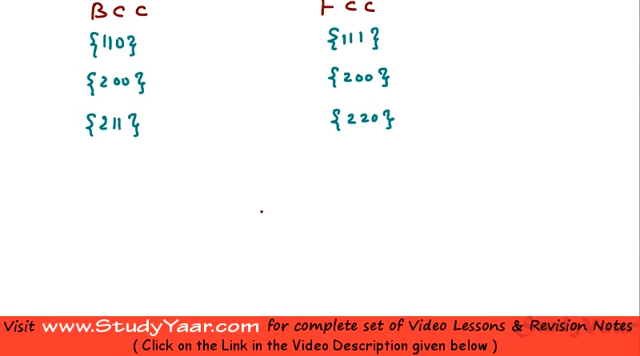 BCC FCC
{110} {111}
{200} {200}
{211} {220}
Visit www.StudyYaar.com for complete set of Video Lessons & Revision Notes
( Click on the Link in the Video Description given below )